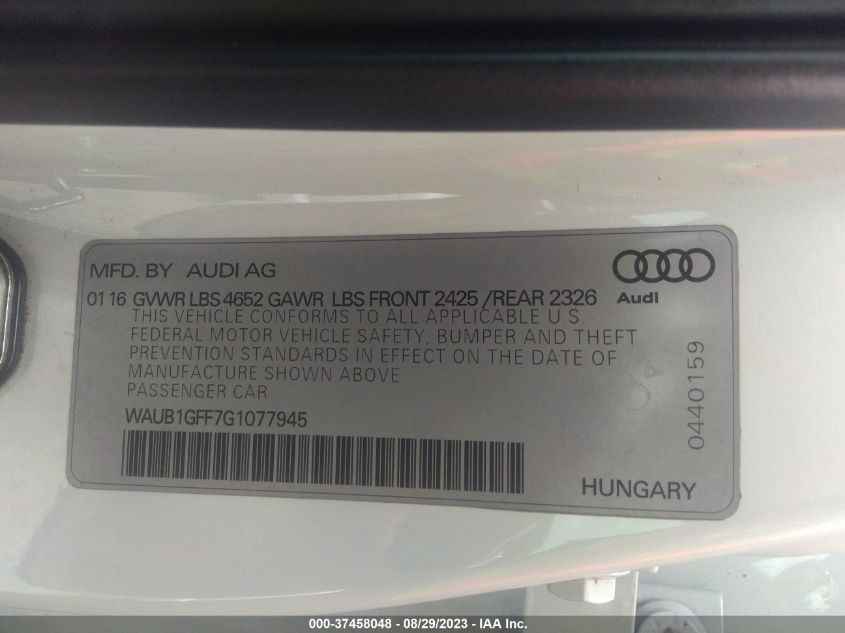 MFD. BY AUDI AG
01 16 GVWR LBS 4652 GAWR LBS FRONT 2425 /REAR 2326
THIS VEHICLE CONFORMS TO ALL APPLICABLE U.S
FEDERAL MOTOR VEHICLE SAFETY, BUMPER AND THEFT
PREVENTION STANDARDS IN EFFECT ON THE DATE OF
MANUFACTURE SHOWN ABOVE
PASSENGER CAR
WAUB1GFF7G1077945
Audi
0440159
HUNGARY
000-37458048 - 08/29/2023 - IAA Inc.